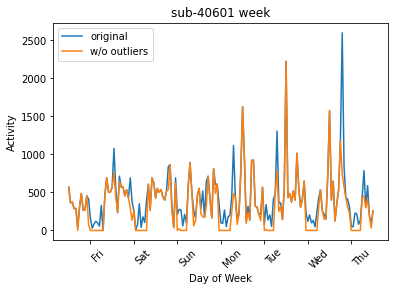 sub-40601 week
original
w/o outliers
2500
2000
1500
1000
500
0
Activity
Fri
Sat
Sun
Mon
Tue
Wed
Thu
Day of Week